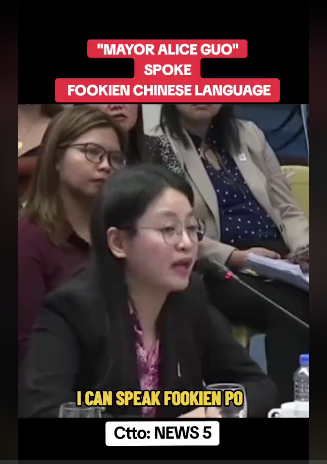 "MAYOR ALICE GUO"
SPOKE
FOOKIEN CHINESE LANGUAGE
I CAN SPEAK FOOKIEN PO
Ctto: NEWS 5